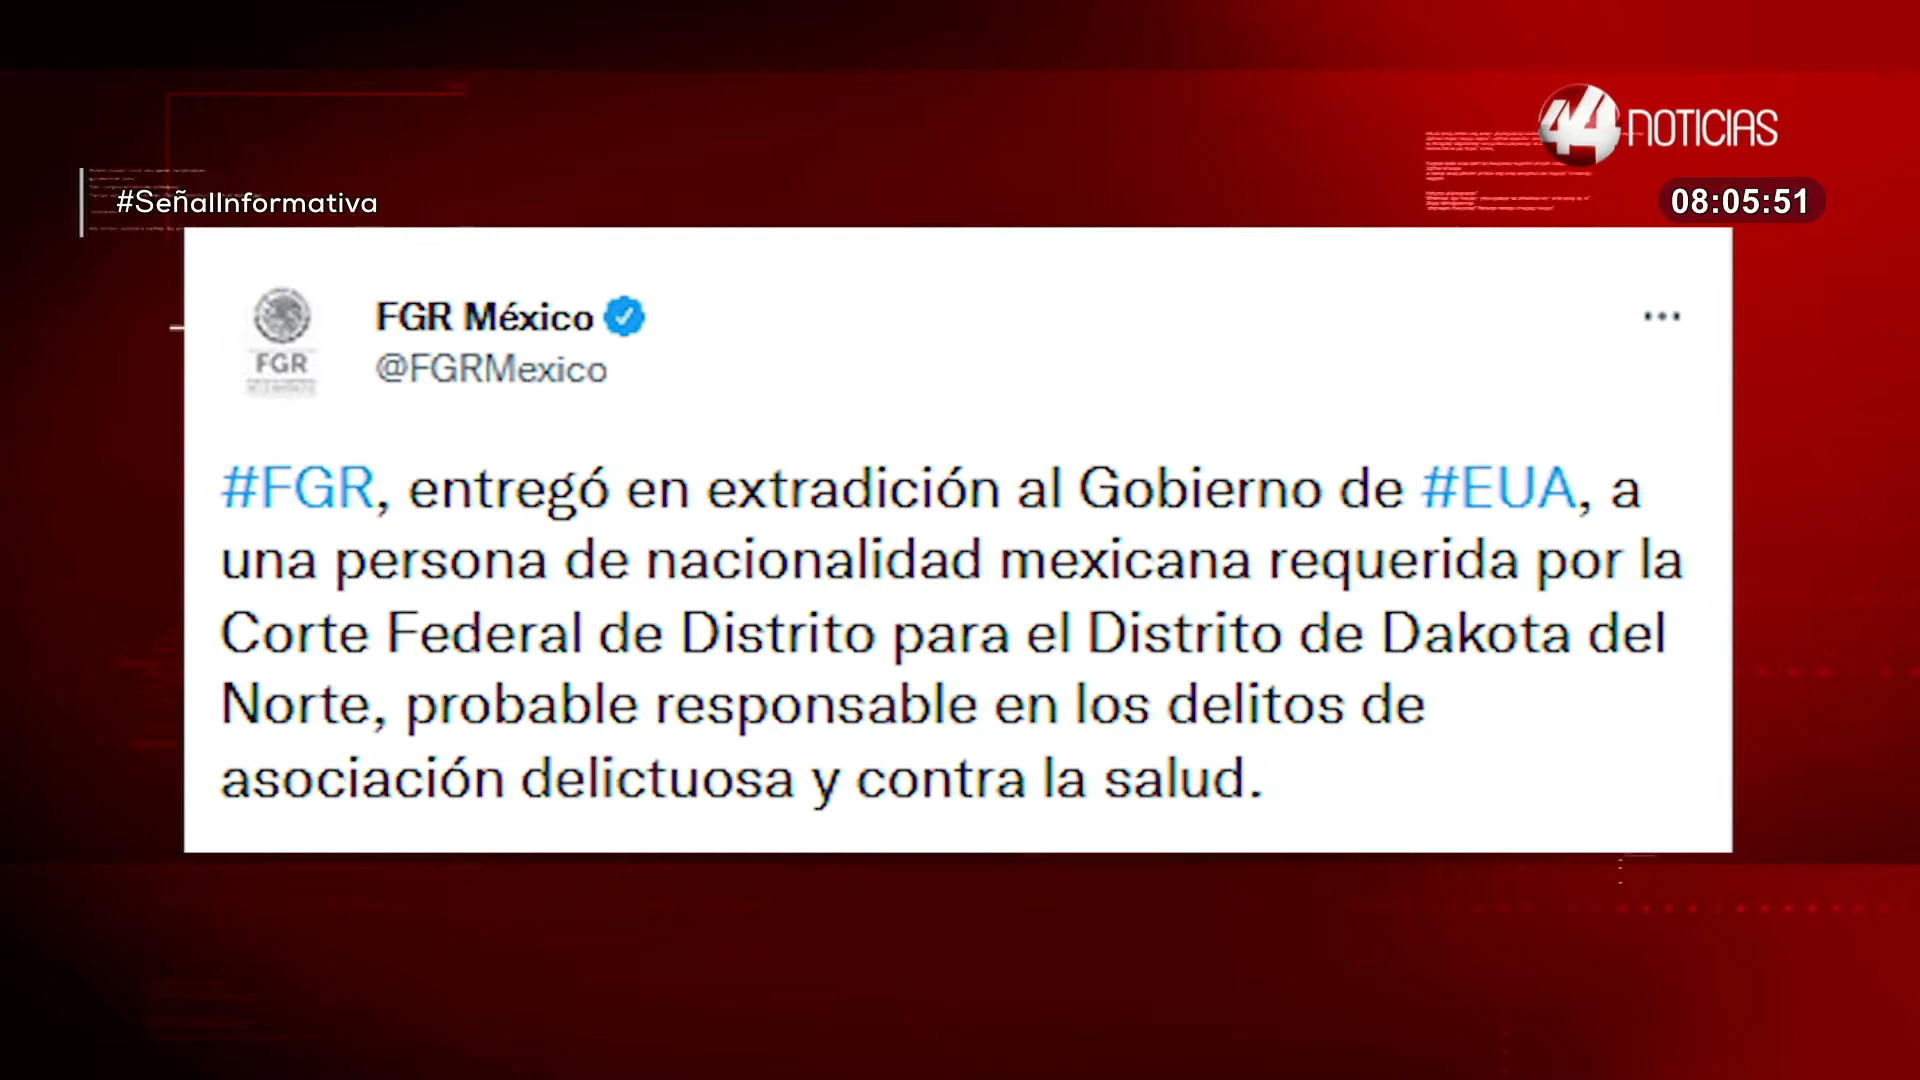 44 NOTICIAS
#SeñalInformativa
08:05:51
FGR México
FGR
@FGRMexico
#FGR, entregó en extradición al Gobierno de #EUA, a
una persona de nacionalidad mexicana requerida por la
Corte Federal de Distrito para el Distrito de Dakota del
Norte, probable responsable en los delitos de
asociación delictuosa y contra la salud.